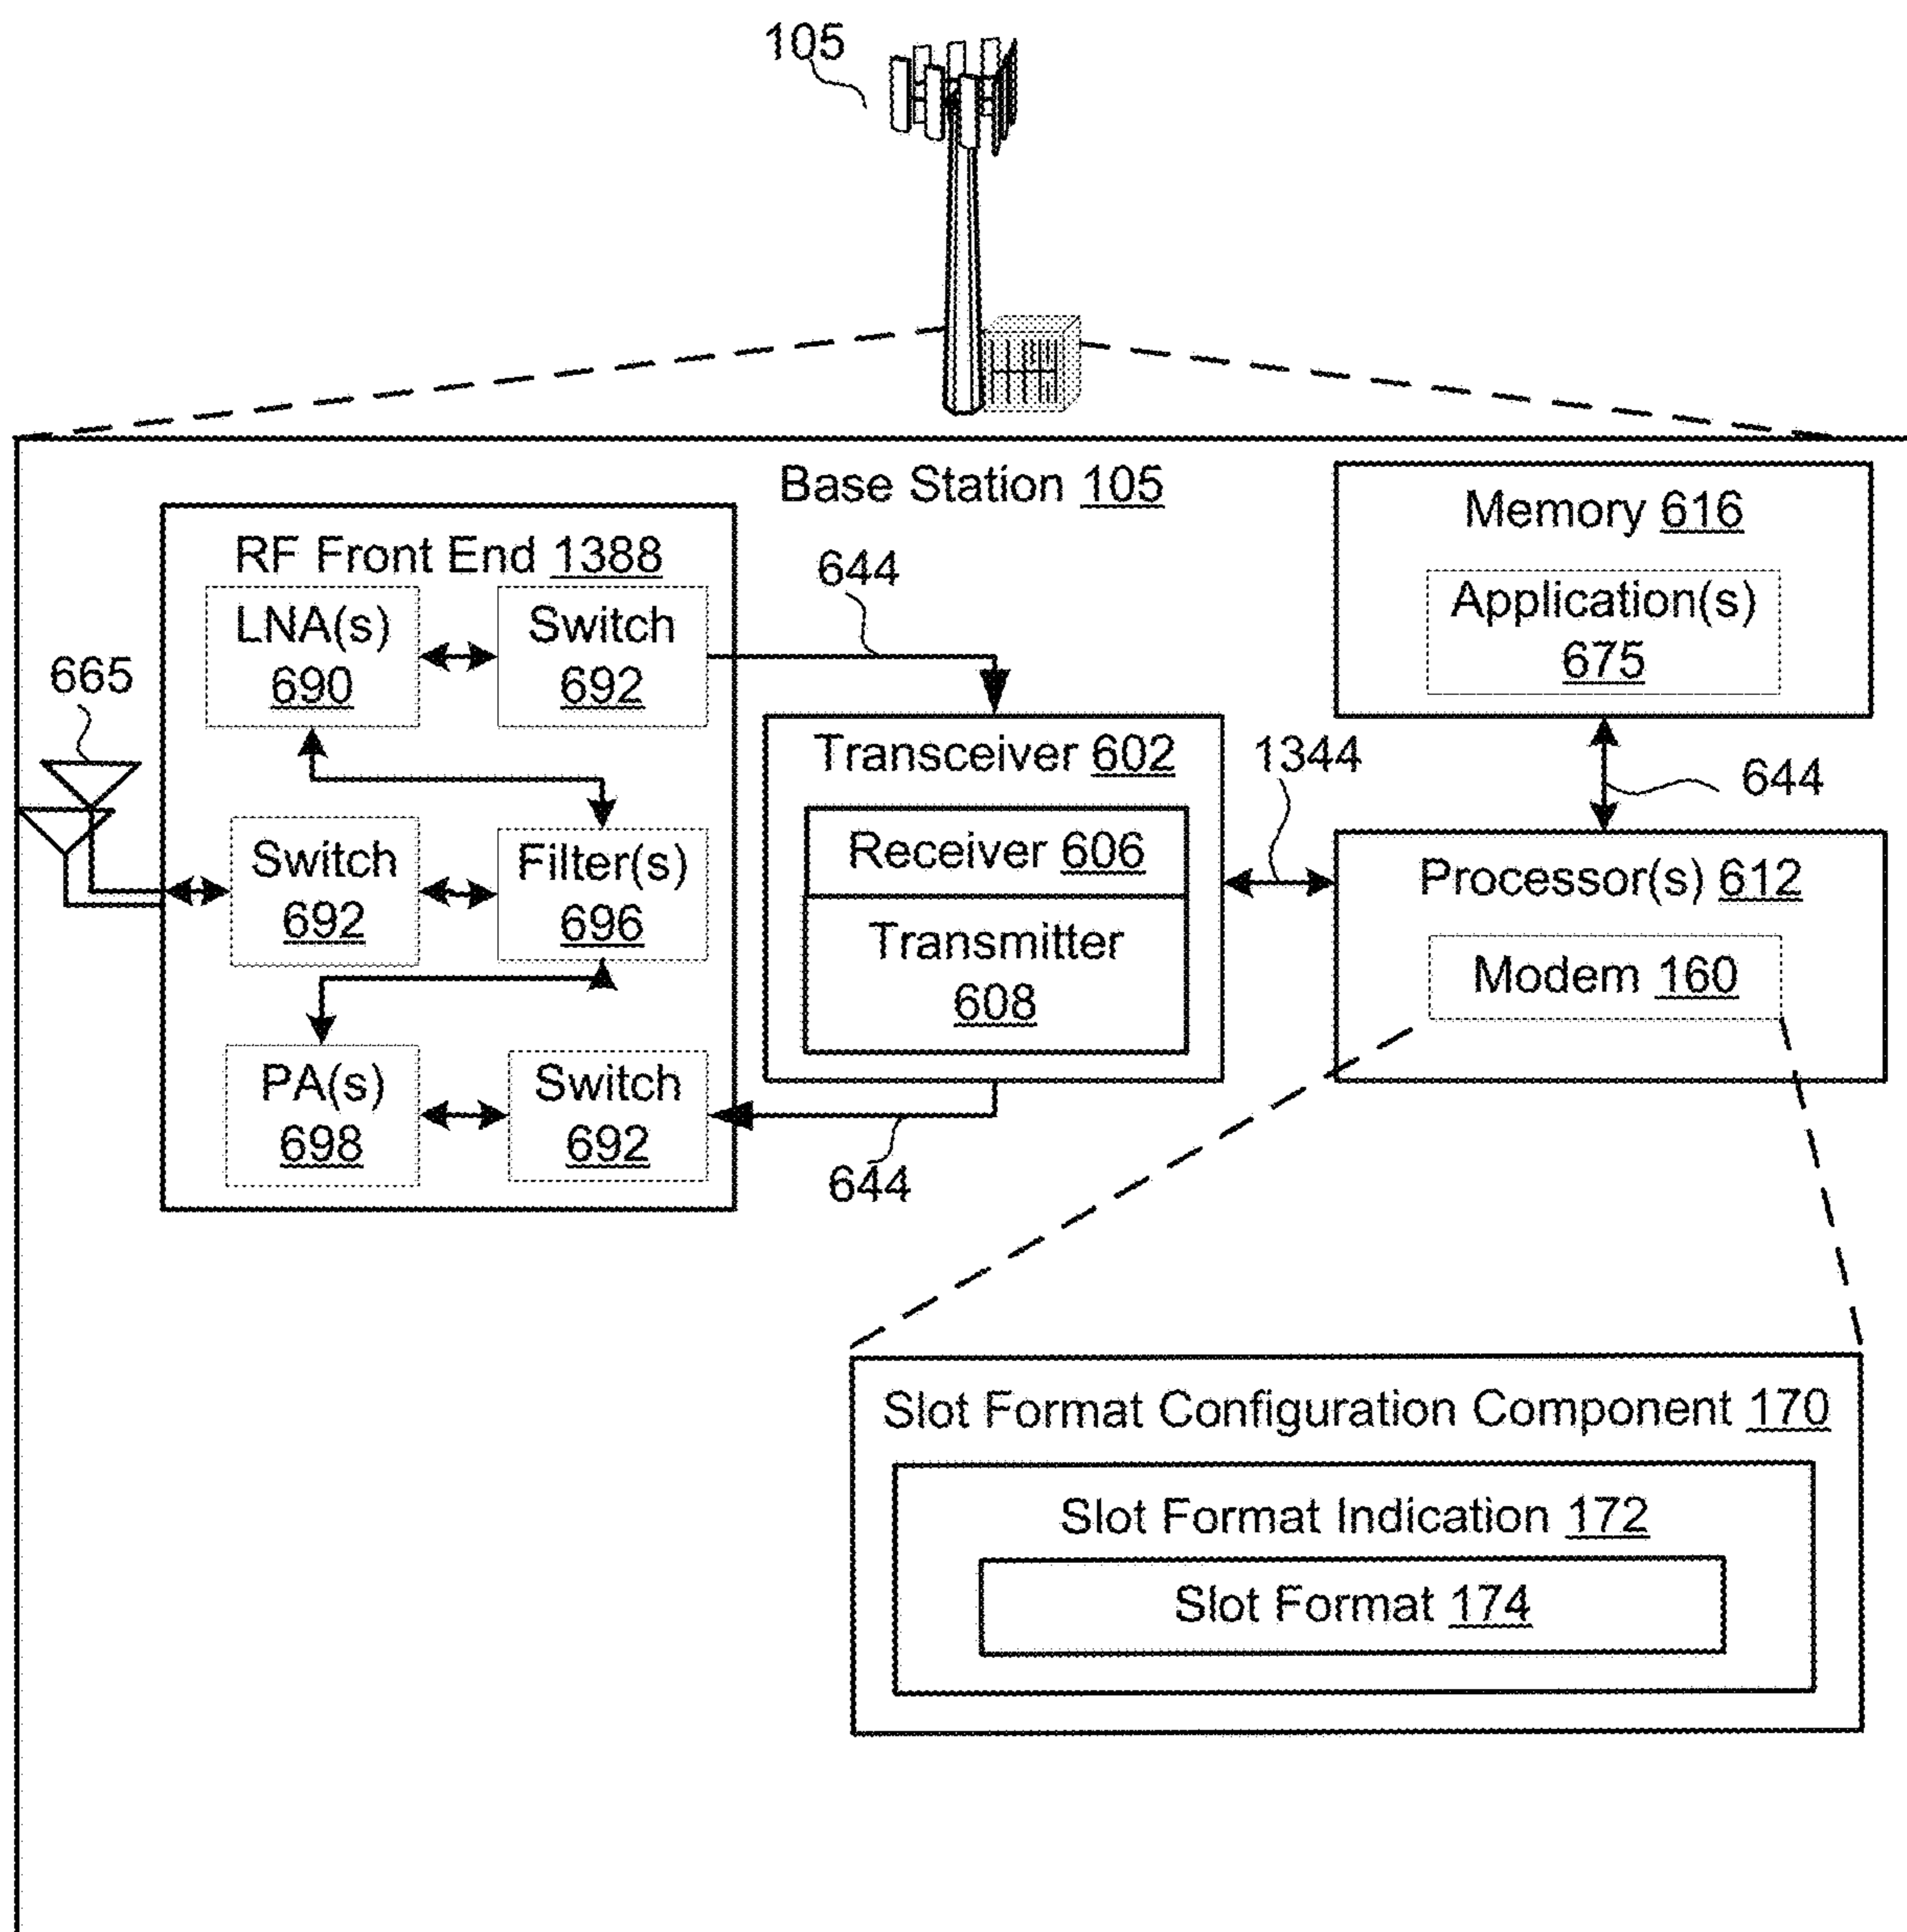 105
Base Station 105
RF Front End 1388
LNA(s)
690
Switch
692
644
665
Switch
692
Filter(s)
696
PA(s)
698
Switch
692
644
Transceiver 602
Receiver 606
Transmitter
608
1344
Memory 616
Application(s)
675
644
Processor(s) 612
Modem 160
Slot Format Configuration Component 170
Slot Format Indication 172
Slot Format 174